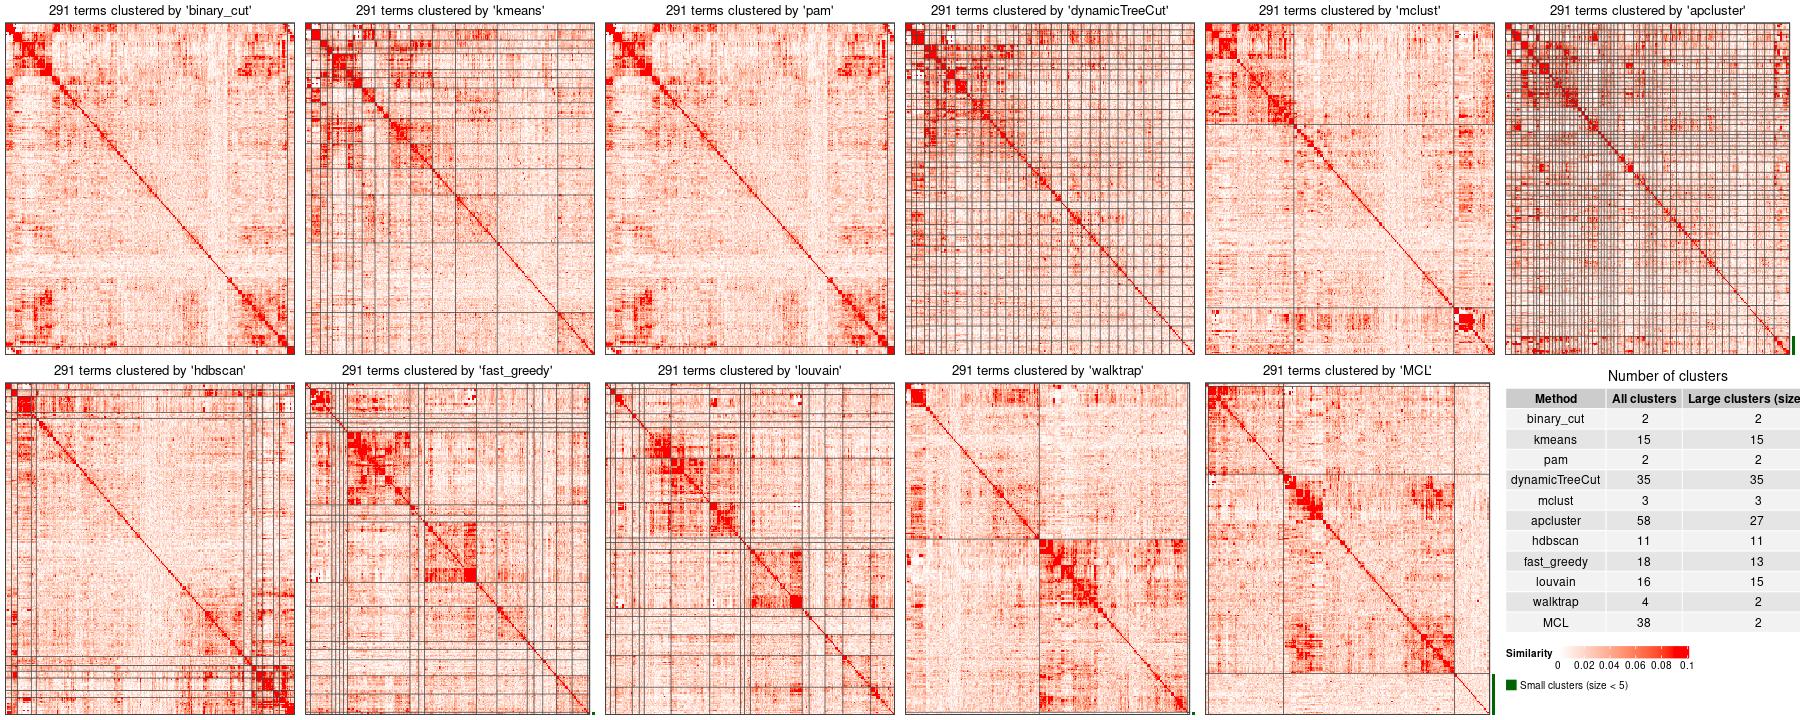 291 terms clustered by 'binary_cut'
291 terms clustered by 'kmeans'
291 terms clustered by 'pam'
291 terms clustered by 'dynamicTreeCut'
291 terms clustered by 'mclust'
291 terms clustered by 'apcluster'
291 terms clustered by 'hdbscan'
291 terms clustered by 'fast_greedy'
291 terms clustered by 'louvain'
291 terms clustered by 'walktrap'
291 terms clustered by 'MCL'
Number of clusters
Method All clusters Large clusters (size
binary_cut 2 2
kmeans 15 15
pam 2 2
dynamicTreeCut 35 35
mclust 3 3
apcluster 58 27
hdbscan 11 11
fast_greedy 18 13
louvain 16 15
walktrap 4 2
MCL 38 2
Similarity
0 0.02 0.04 0.06 0.08 0.1
Small clusters (size < 5)